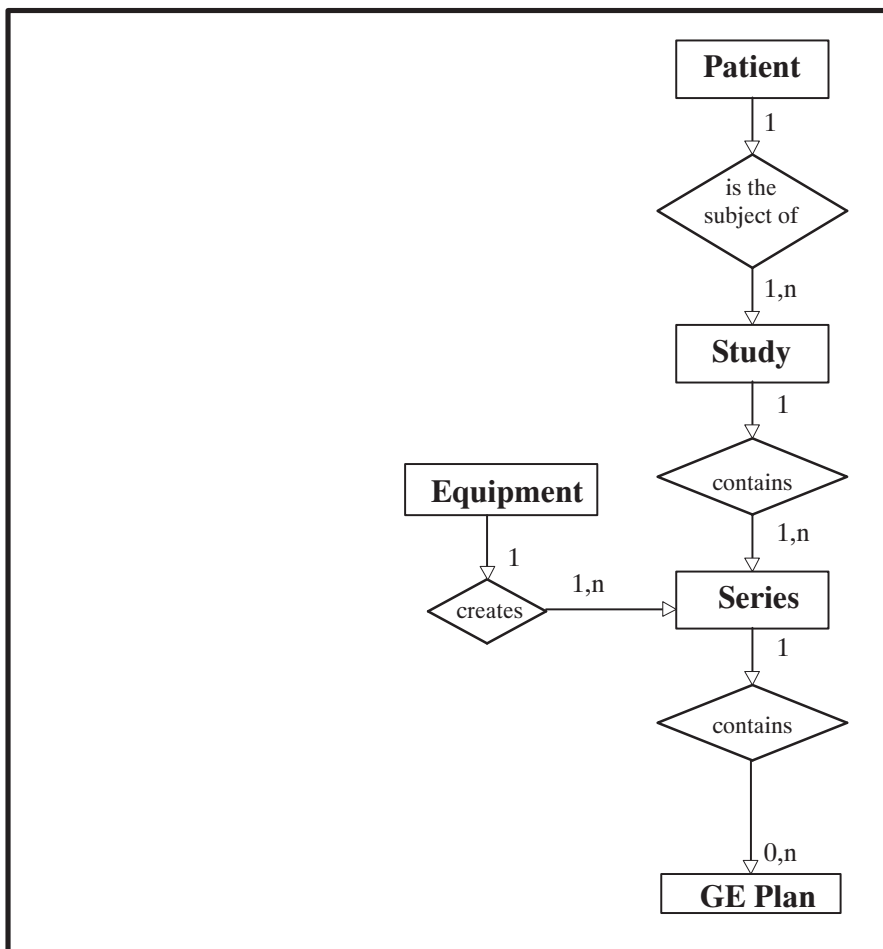 Patient
1
is the
subject of
1,n
Study
1
contains
Equipment
1,n
1
1,n
Series
creates
1
contains
0,n
GE Plan